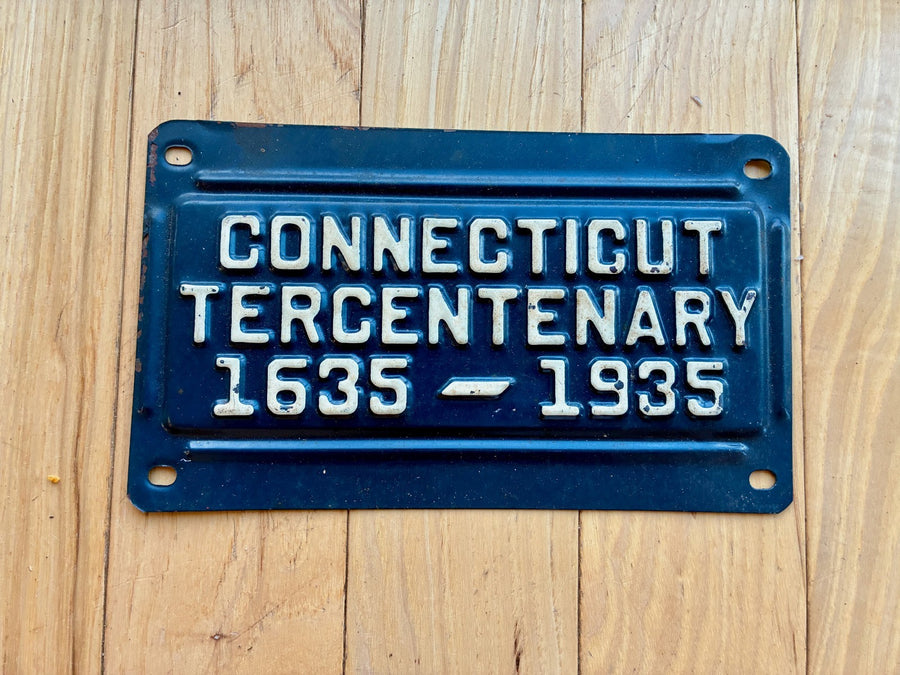 CONNECTICUT
TERCENTENARY
1635 – 1935